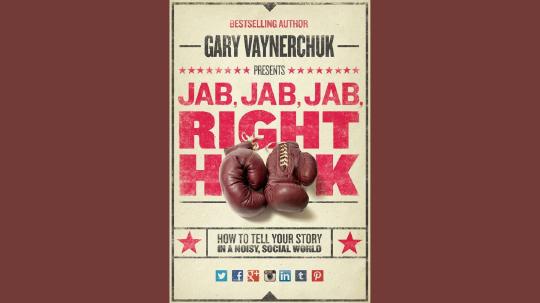 BESTSELLING AUTHOR
GARY VAYNERCHUK
PRESENTS
JAB, JAB, JAB,
RIGHT
HOOK
HOW TO TELL YOUR STORY
IN A NOISY, SOCIAL WORLD